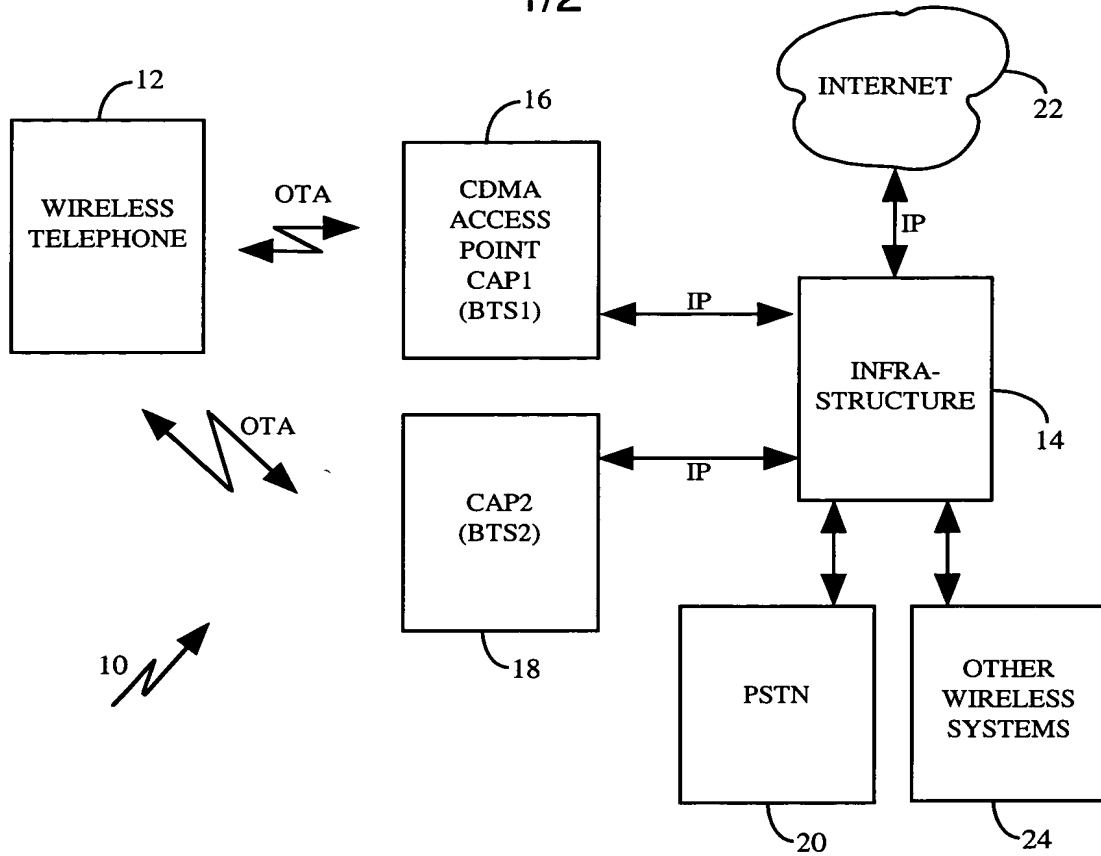 1/2
12
WIRELESS
TELEPHONE
OTA
16
CDMA
ACCESS
POINT
CAP1
(BTS1)
INTERNET
22
IP
IP
INFRA-
STRUCTURE
14
OTA
CAP2
(BTS2)
18
IP
10
PSTN
20
OTHER
WIRELESS
SYSTEMS
24